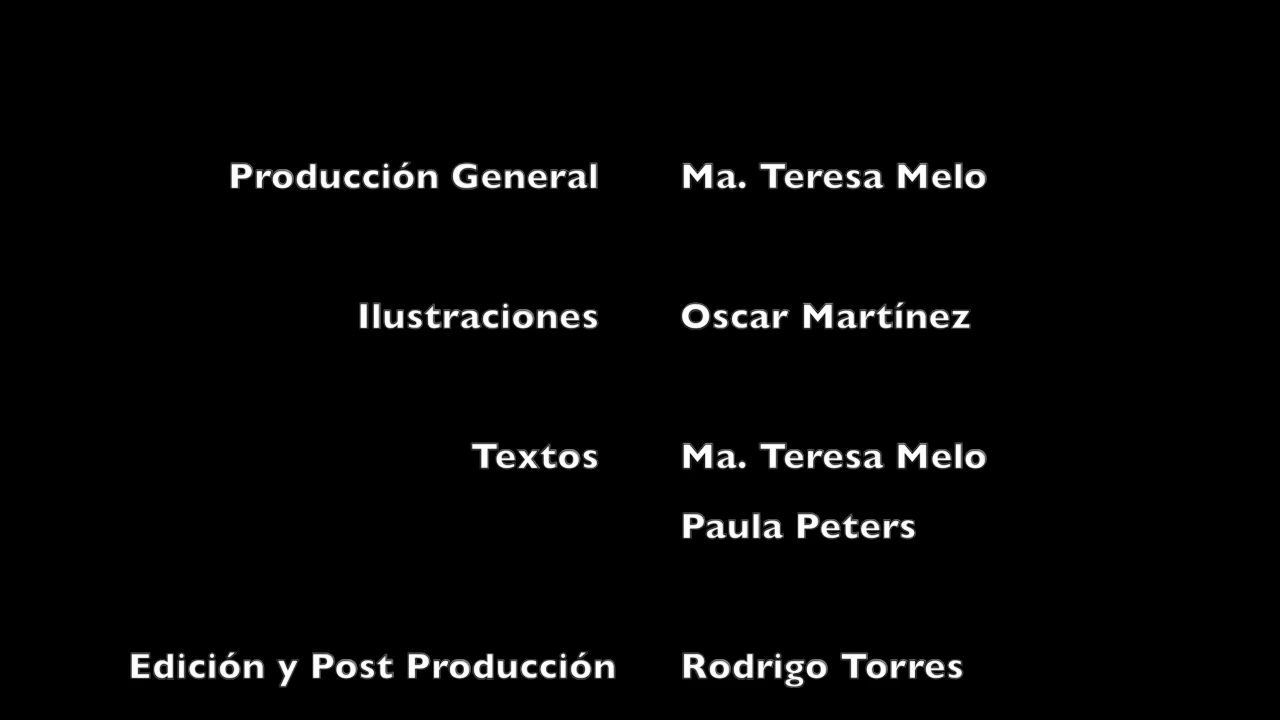 Producción General Ma. Teresa Melo
Ilustraciones Oscar Martínez
Textos Ma. Teresa Melo
Paula Peters
Edición y Post Producción Rodrigo Torres